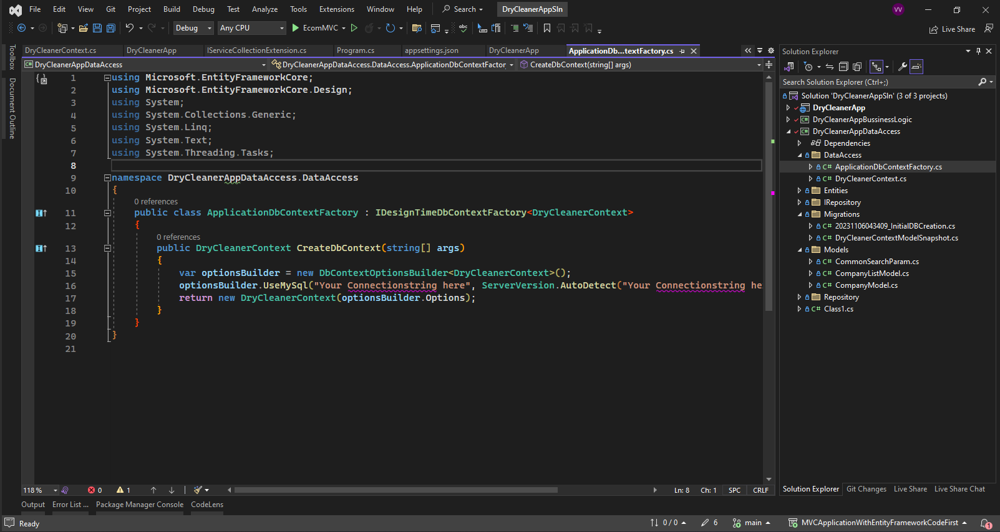 File Edit View Git Project Build Debug Test Analyze Tools Extensions Window Help Search DryCleanerAppSln VV
Debug Any CPU EcomMVC Live Share
DryCleanerContext.cs DryCleanerApp IServiceCollectionExtension.cs Program.cs appsettings.json DryCleanerApp ApplicationDb...textFactory.cs
DryCleanerAppDataAccess DryCleanerAppDataAccess.DataAccess.ApplicationDbContextFactory CreateDbContext(string[] args)
Toolbox
Document Outline
1 using Microsoft.EntityFrameworkCore;
2 using Microsoft.EntityFrameworkCore.Design;
3 using System;
4 using System.Collections.Generic;
5 using System.Linq;
6 using System.Text;
7 using System.Threading.Tasks;
8
9 namespace DryCleanerAppDataAccess.DataAccess
10 {
0 references
11 public class ApplicationDbContextFactory : IDesignTimeDbContextFactory<DryCleanerContext>
12 {
0 references
13 public DryCleanerContext CreateDbContext(string[] args)
14 {
15 var optionsBuilder = new DbContextOptionsBuilder<DryCleanerContext>();
16 optionsBuilder.UseMySql("Your Connectionstring here", ServerVersion.AutoDetect("Your Connectionstring he
17 return new DryCleanerContext(optionsBuilder.Options);
18 }
19 }
20 }
21
118 % 0 1 Ln: 8 Ch: 1 SPC CRLF
Output Error List ... Package Manager Console CodeLens
Solution Explorer
Search Solution Explorer (Ctrl+;)
Solution 'DryCleanerAppSln' (3 of 3 projects)
DryCleanerApp
DryCleanerAppBussinessLogic
DryCleanerAppDataAccess
Dependencies
DataAccess
C# ApplicationDbContextFactory.cs
C# DryCleanerContext.cs
Entities
IRepository
Migrations
C# 20231106043409_InitialDBCreation.cs
C# DryCleanerContextModelSnapshot.cs
Models
C# CommonSearchParam.cs
C# CompanyListModel.cs
C# CompanyModel.cs
Repository
C# Class1.cs
Solution Explorer Git Changes Live Share Live Share Chat
Ready 0 / 0 6 main MVCApplicationWithEntityFrameworkCodeFirst 1